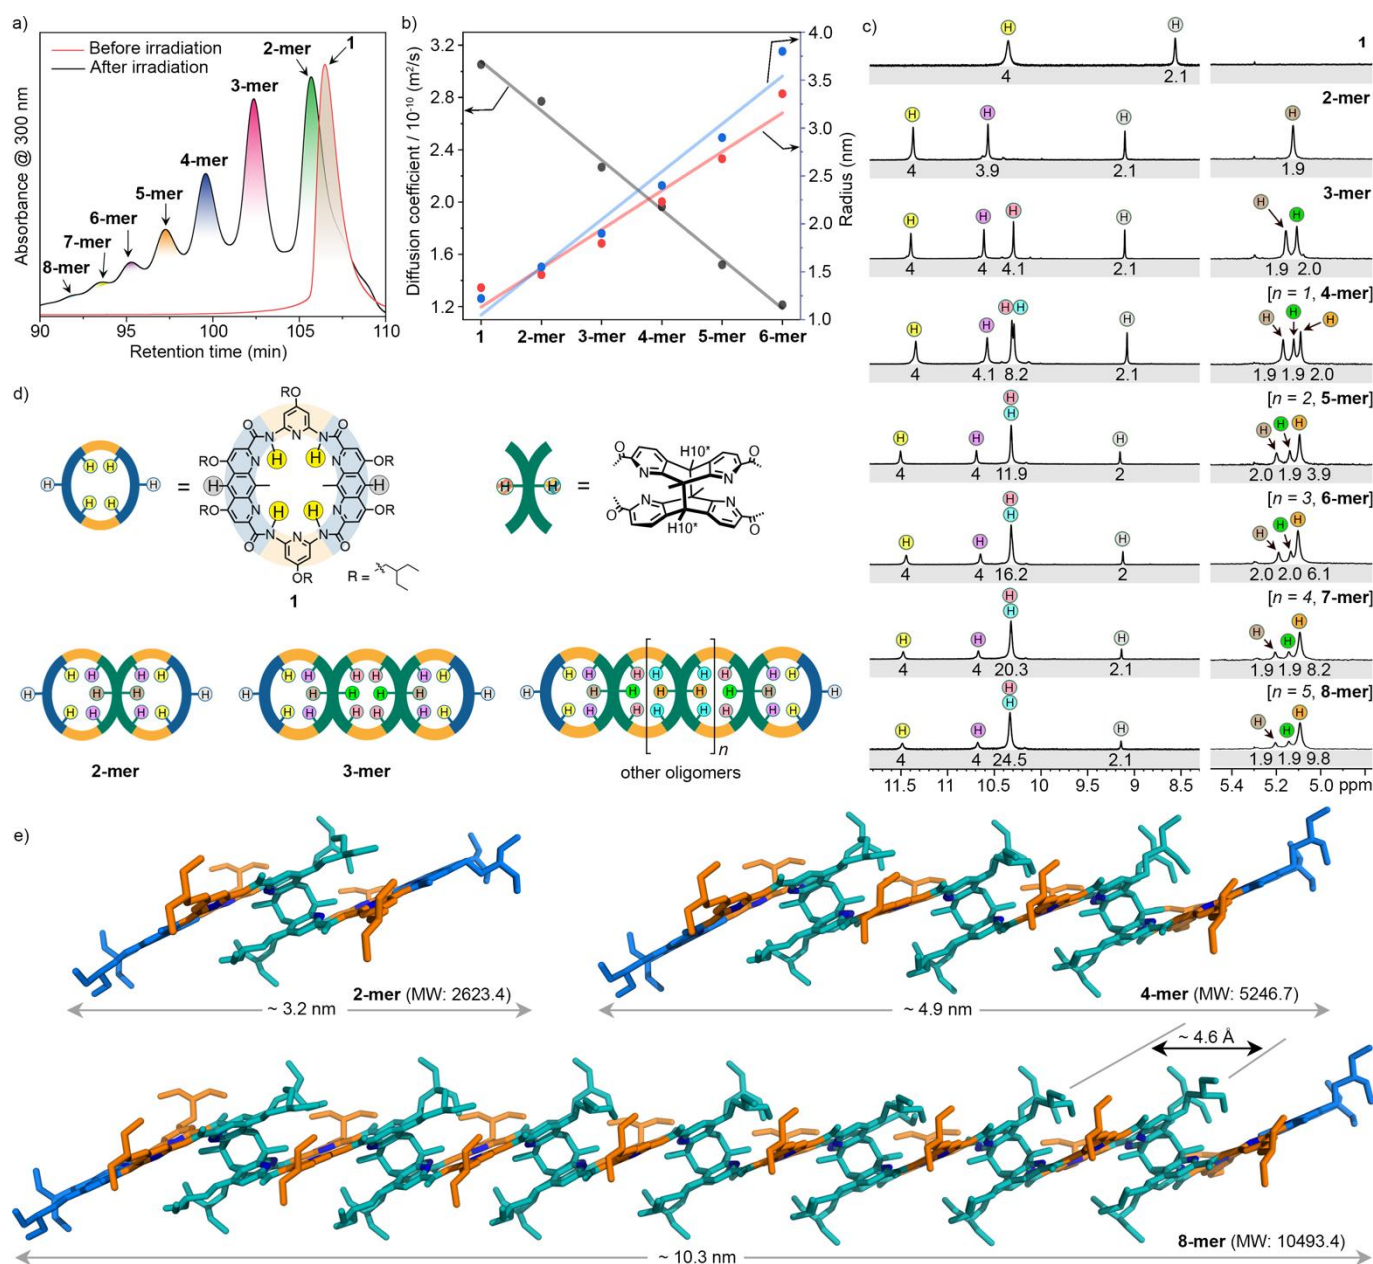 a)
Before irradiation
After irradiation
2-mer
1
3-mer
4-mer
5-mer
6-mer
7-mer
8-mer
Absorbance @ 300 nm
90 95 100 105 110
Retention time (min)
b)
3.2
2.8
2.4
2.0
1.6
1.2
Diffusion coefficient / 10⁻¹⁰ (m²/s)
4.0
3.5
3.0
2.5
2.0
1.5
1.0
Radius (nm)
1 2-mer 3-mer 4-mer 5-mer 6-mer
c)
H H 1
4 2.1
2-mer
H H H H
4 3.9 2.1 1.9
3-mer
H H H H H H
4 4 4.1 2.1 1.9 2.0
[n = 1, 4-mer]
H H H H H H H H
4 4.1 8.2 2.1 1.9 1.9 2.0
[n = 2, 5-mer]
H H H H H H H H
4 4 11.9 2.1 2.0 1.9 3.9
[n = 3, 6-mer]
H H H H H H H H
4 4 16.2 2 2.0 2.0 6.1
[n = 4, 7-mer]
H H H H H H H H
4 4 20.3 2.1 1.9 1.9 8.2
[n = 5, 8-mer]
H H H H H H H H
4 4 24.5 2.1 1.9 1.9 9.8
11.5 11 10.5 10 9.5 9 8.5 5.4 5.2 5.0 ppm
d)
H H H H H H
=
RO
O N N N O
H H
RO N N OR
H H
RO N N OR
H H
O N N N O
OR
R =
1
H H
=
H10*
O N N O
O N N O
H10*
H H H H H H H H H H H H
2-mer
H H H H H H H H H H H H H H H H H H
3-mer
H H H H H H H H H H H H H H H H H H H H H H H H
n
other oligomers
e)
2-mer (MW: 2623.4)
~ 3.2 nm
4-mer (MW: 5246.7)
~ 4.9 nm
~ 4.6 Å
8-mer (MW: 10493.4)
~ 10.3 nm